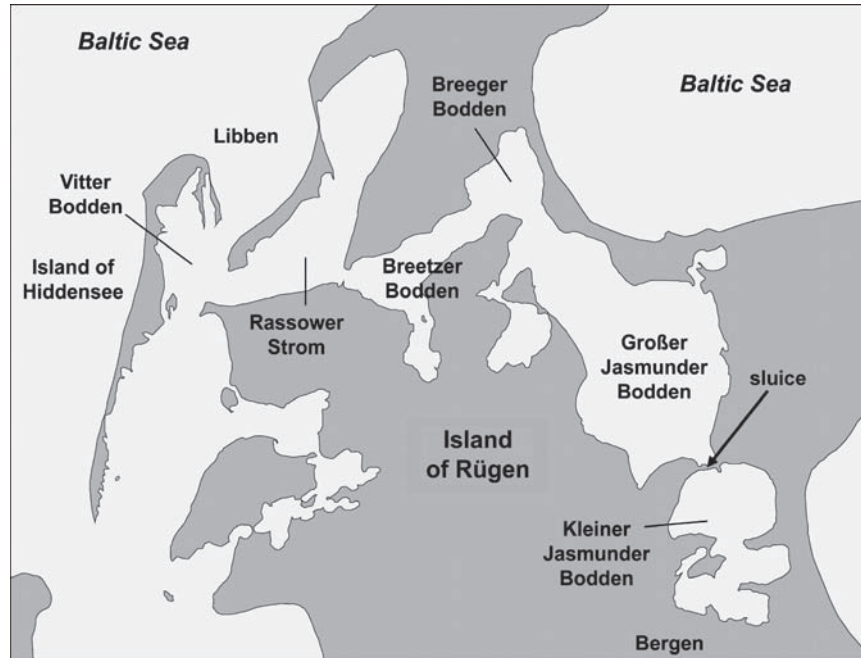 Baltic Sea
Breeger
Bodden
Baltic Sea
Libben
Vitter
Bodden
Island of
Hiddensee
Breetzer
Bodden
Rassower
Strom
Großer
Jasmunder
Bodden
sluice
Island
of Rügen
Kleiner
Jasmunder
Bodden
Bergen